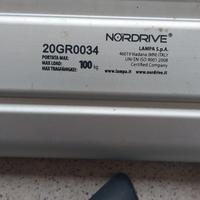 NORDRIVE®
20GR0034
LAMPA S.p.A.
46019 Viadana (MN) ITALY
UNI EN ISO 9001 2008
Certified Company
PORTATA MAX:
MAX LOAD: 100 kg
MAX TRAGFÄHIGKEIT:
www.lampa.it www.nordrive.it